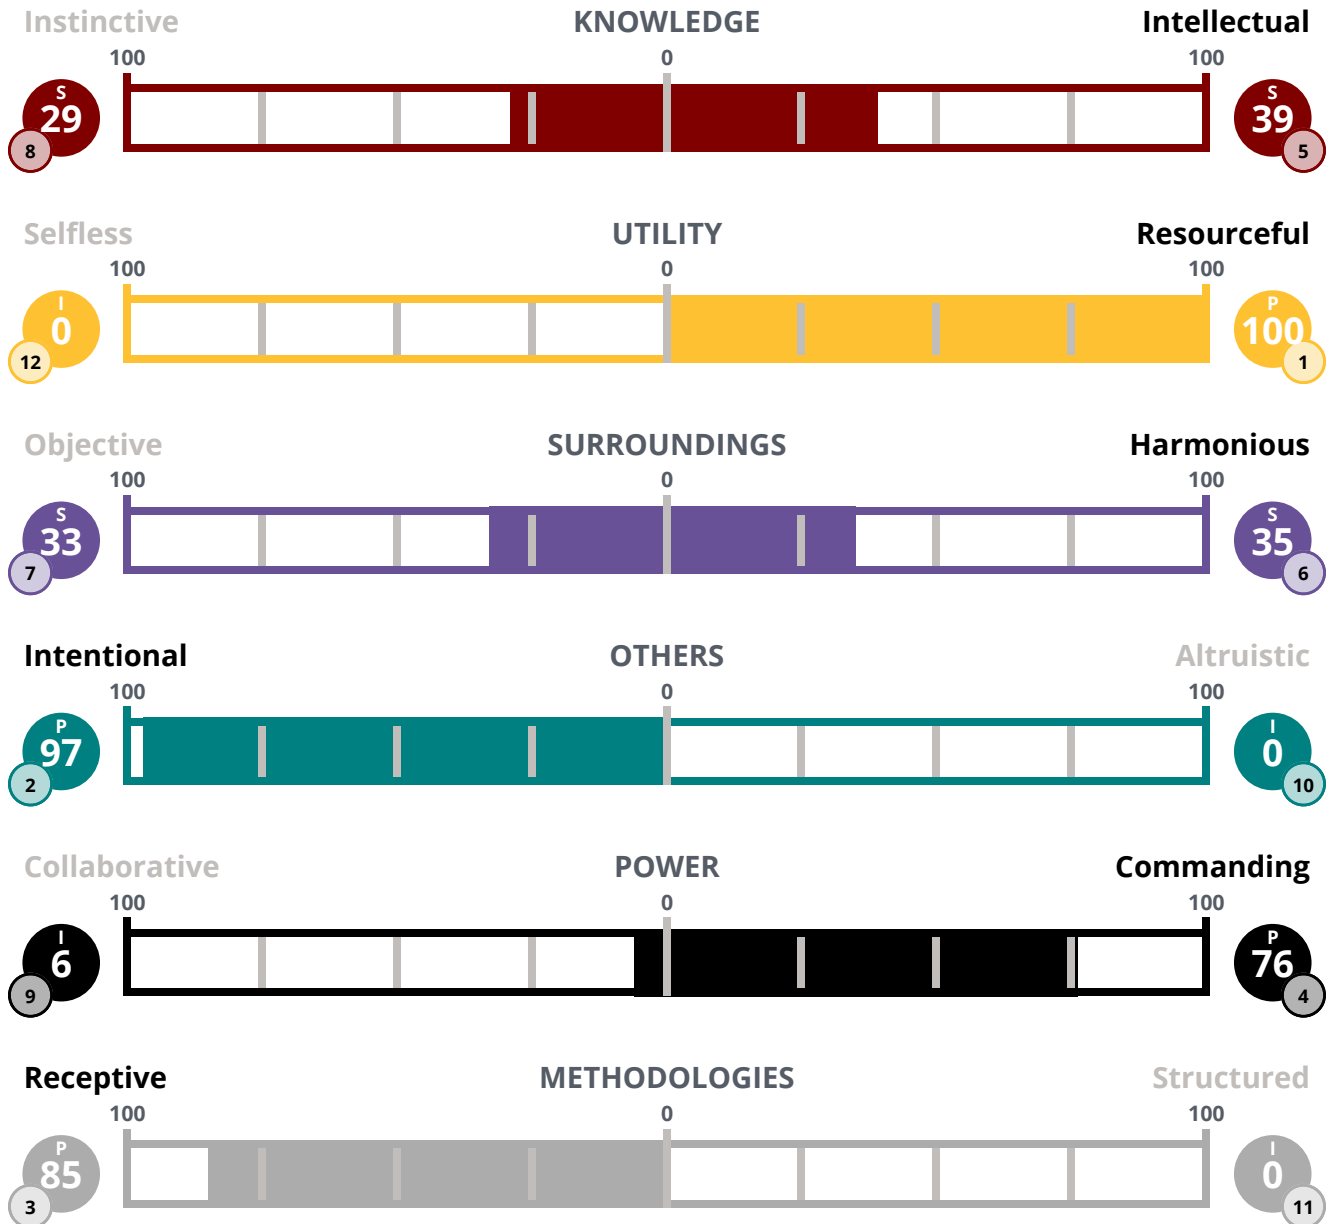 Instinctive KNOWLEDGE Intellectual
100 0 100
S S
29 39
8 5
Selfless UTILITY Resourceful
100 0 100
I P
0 100
12 1
Objective SURROUNDINGS Harmonious
100 0 100
S S
33 35
7 6
Intentional OTHERS Altruistic
100 0 100
P I
97 0
2 10
Collaborative POWER Commanding
100 0 100
I P
6 76
9 4
Receptive METHODOLOGIES Structured
100 0 100
P I
85 0
3 11